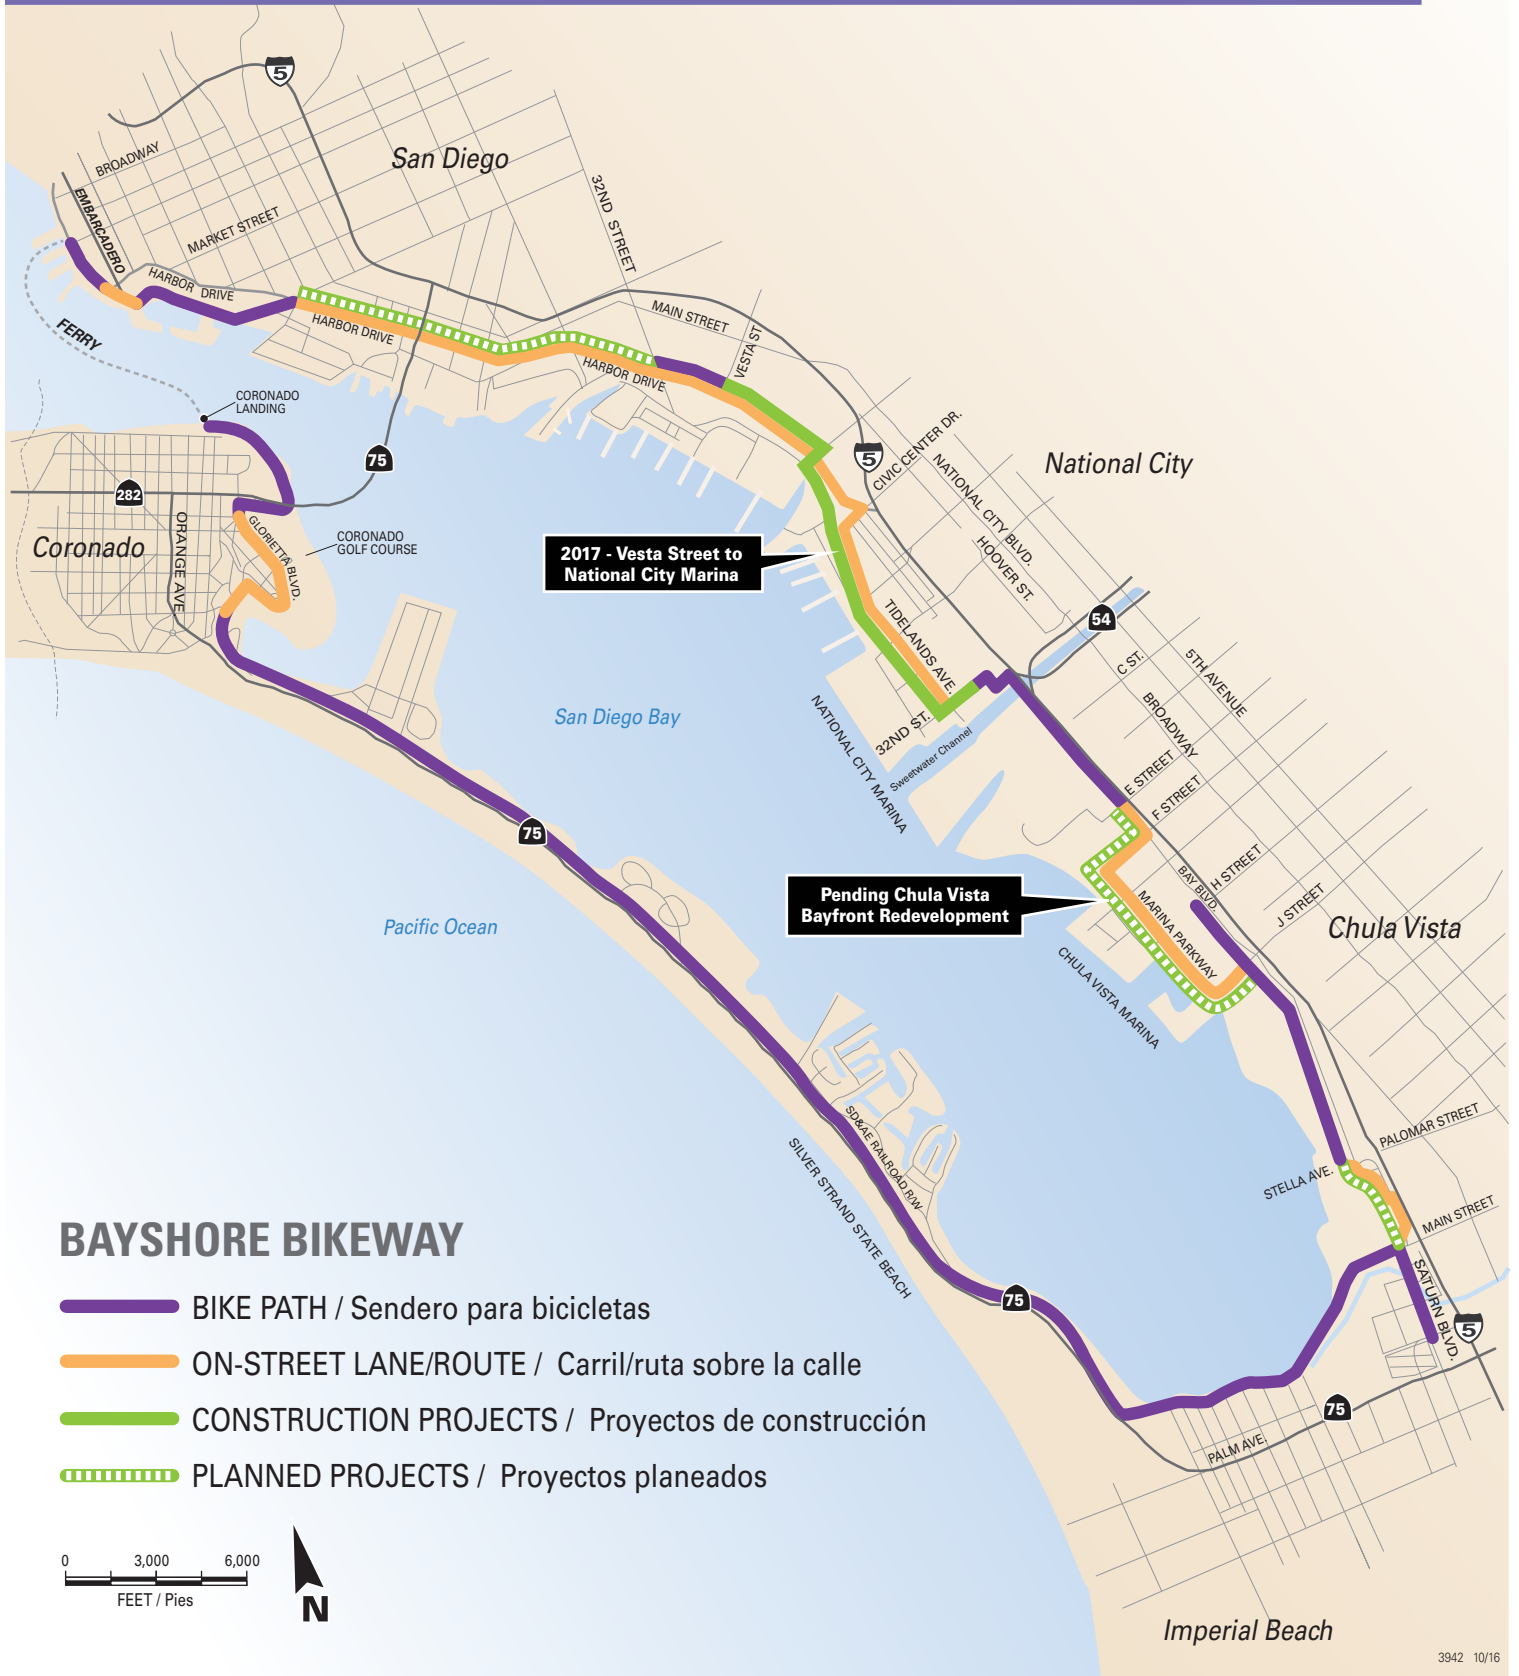 5
San Diego
BROADWAY
EMBARCADERO
MARKET STREET
32ND STREET
HARBOR DRIVE
HARBOR DRIVE
HARBOR DRIVE
MAIN STREET
VESTA ST
FERRY
CORONADO
LANDING
75
5
CIVIC CENTER DR.
National City
NATIONAL CITY BLVD.
HOOVER ST.
282
Coronado
ORANGE AVE
GLORIETTA BLVD.
CORONADO
GOLF COURSE
2017 - Vesta Street to
National City Marina
TIDELANDS AVE.
54
C ST.
5TH AVENUE
BROADWAY
San Diego Bay
NATIONAL CITY MARINA
32ND ST.
Sweetwater Channel
E STREET
F STREET
75
Pacific Ocean
Pending Chula Vista
Bayfront Redevelopment
BAY BLVD.
H STREET
J STREET
MARINA PARKWAY
Chula Vista
CHULA VISTA MARINA
SD&AE RAILROAD R/W
SILVER STRAND STATE BEACH
PALOMAR STREET
STELLA AVE.
MAIN STREET
SATURN BLVD.
5
75
75
PALM AVE.
BAYSHORE BIKEWAY
BIKE PATH / Sendero para bicicletas
ON-STREET LANE/ROUTE / Carril/ruta sobre la calle
CONSTRUCTION PROJECTS / Proyectos de construcción
PLANNED PROJECTS / Proyectos planeados
0 3,000 6,000
FEET / Pies
N
Imperial Beach
3942 10/16